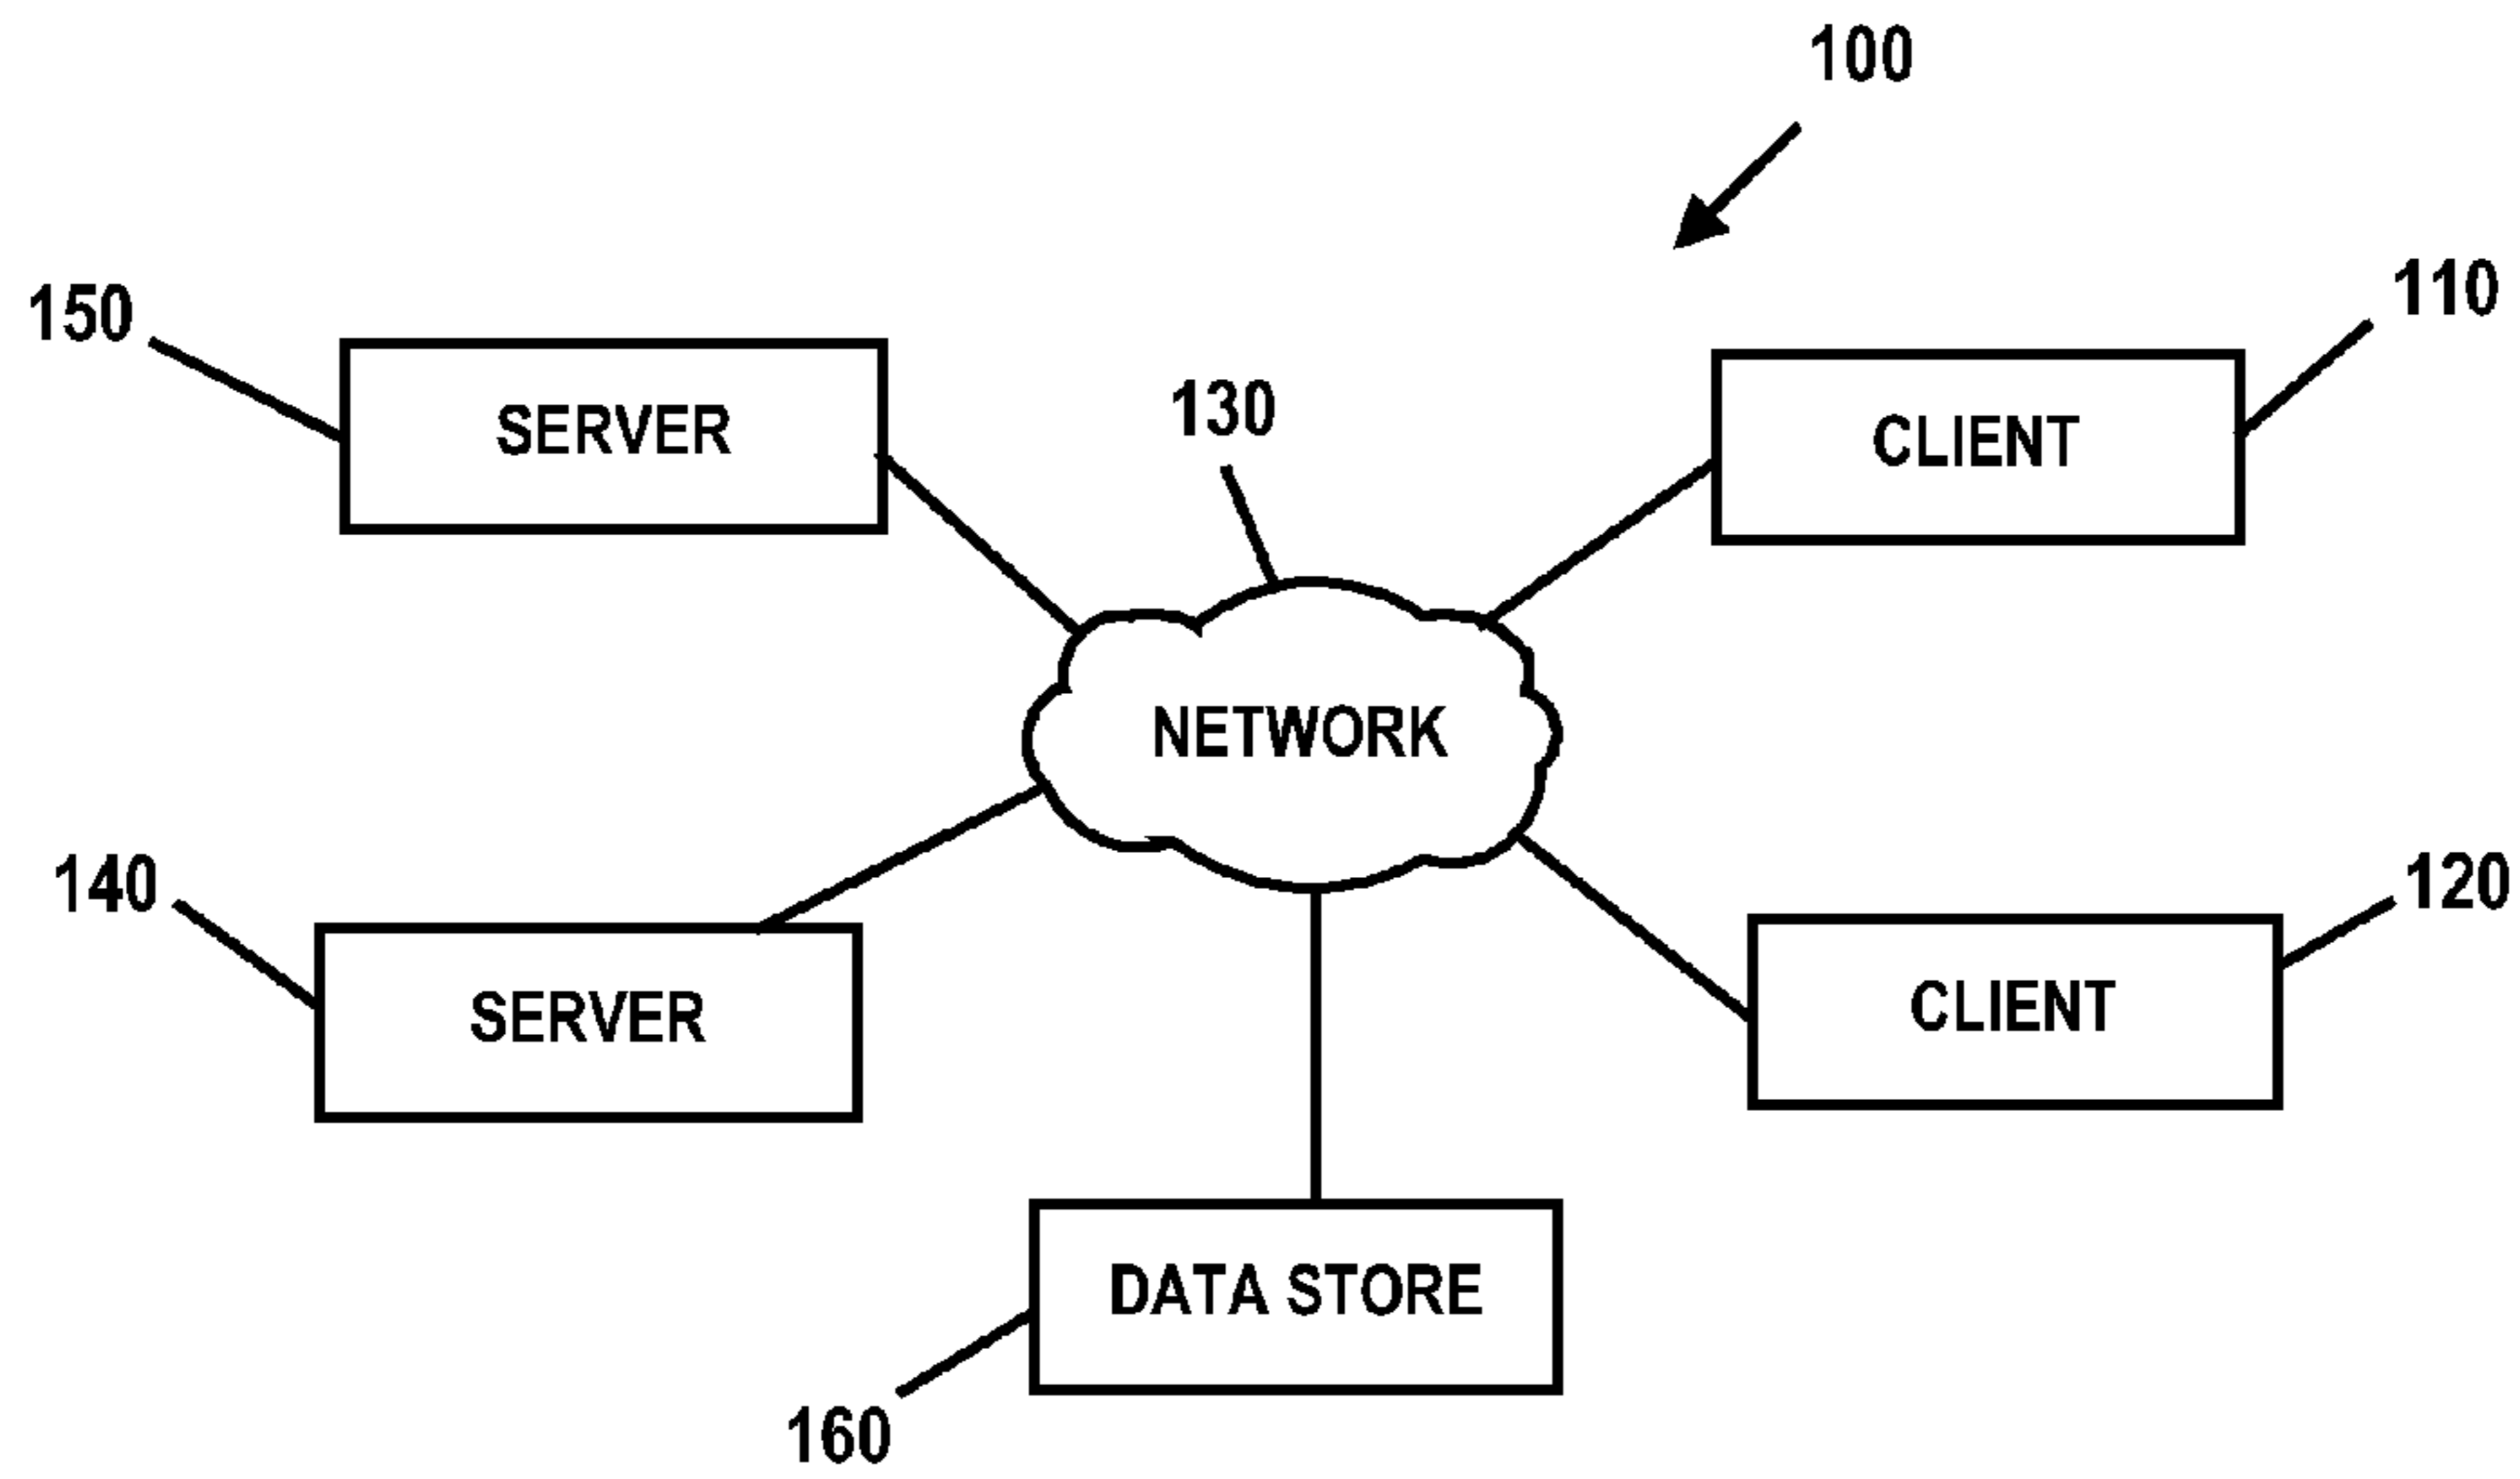 100
110
150
SERVER
130
CLIENT
NETWORK
140
120
SERVER
CLIENT
DATA STORE
160